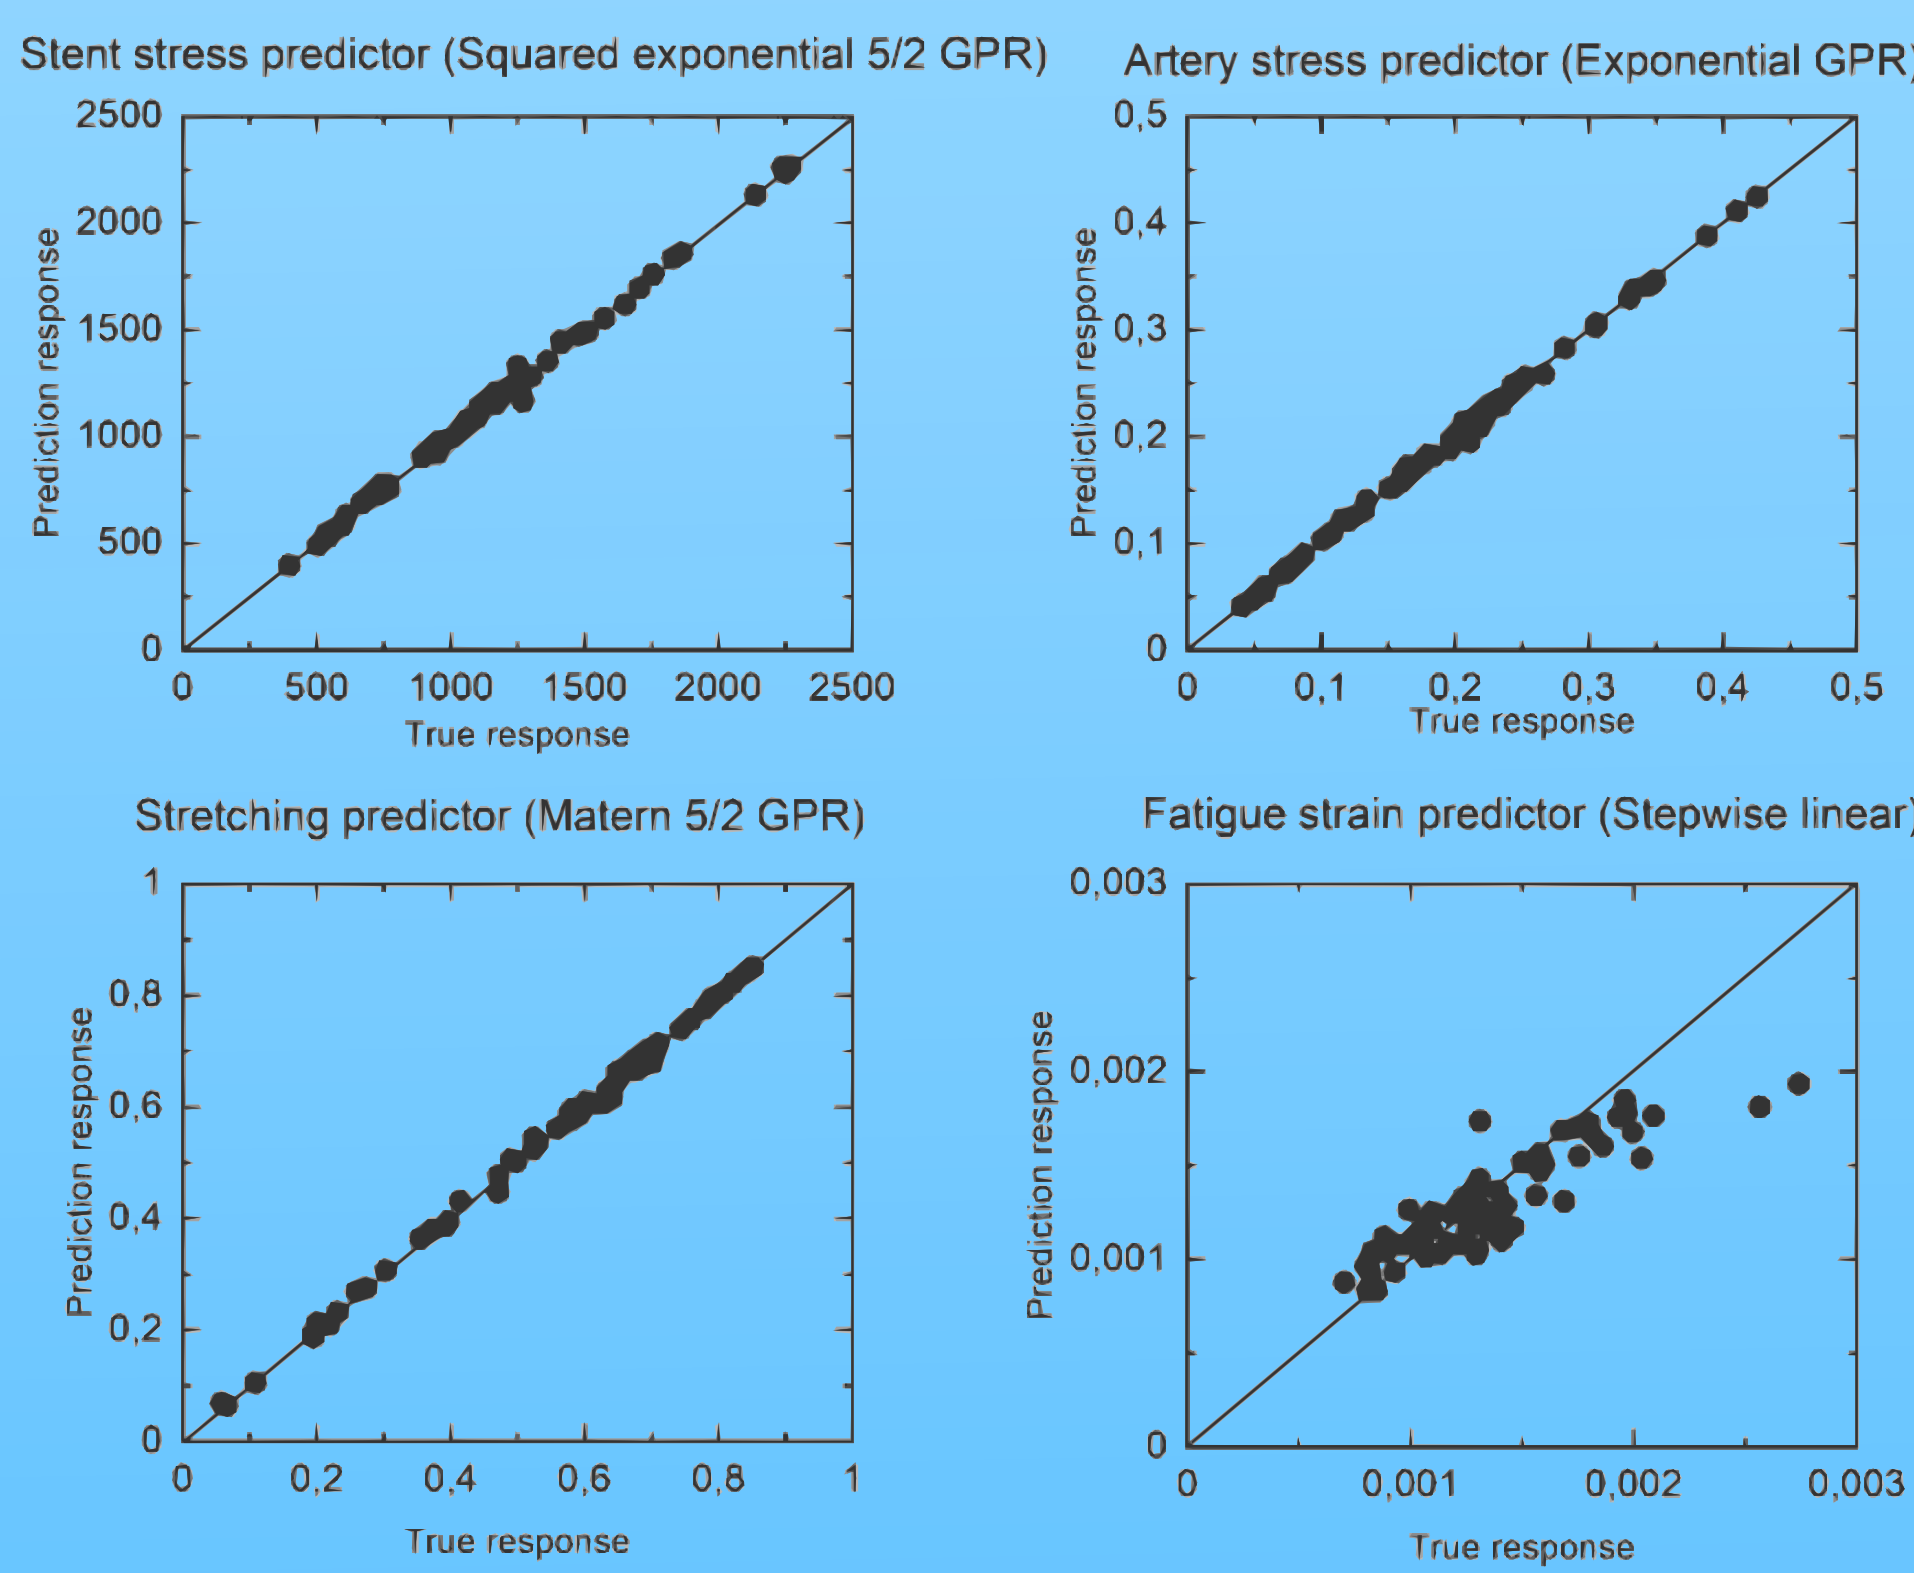 Stent stress predictor (Squared exponential 5/2 GPR)
2500
2000
1500
1000
500
0
Prediction response
0 500 1000 1500 2000 2500
True response
Artery stress predictor (Exponential GPR)
0,5
0,4
0,3
0,2
0,1
0
Prediction response
0 0,1 0,2 0,3 0,4 0,5
True response
Stretching predictor (Matern 5/2 GPR)
1
0,8
0,6
0,4
0,2
0
Prediction response
0 0,2 0,4 0,6 0,8 1
True response
Fatigue strain predictor (Stepwise linear)
0,003
0,002
0,001
0
Prediction response
0 0,001 0,002 0,003
True response